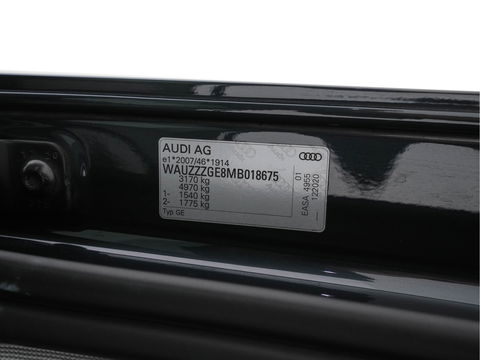 AUDI AG
e1*2007/46*1914
WAUZZZGE8MB018675
3170 kg
4970 kg
1- 1540 kg
2- 1775 kg
Typ GE
01
EASA 4955
122020